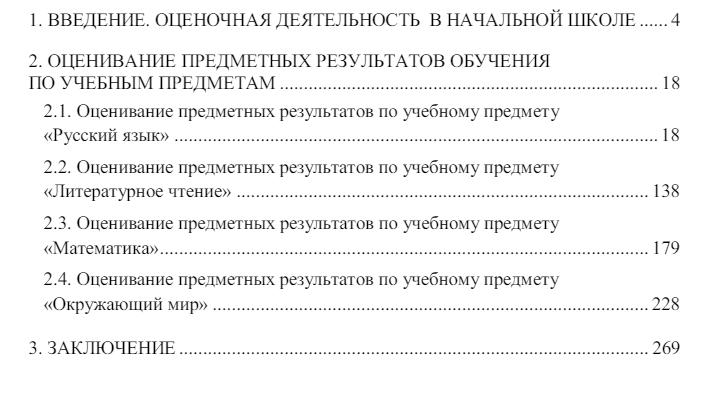 1. ВВЕДЕНИЕ. ОЦЕНОЧНАЯ ДЕЯТЕЛЬНОСТЬ В НАЧАЛЬНОЙ ШКОЛЕ ...... 4
2. ОЦЕНИВАНИЕ ПРЕДМЕТНЫХ РЕЗУЛЬТАТОВ ОБУЧЕНИЯ
ПО УЧЕБНЫМ ПРЕДМЕТАМ ................................................................................ 18
2.1. Оценивание предметных результатов по учебному предмету
«Русский язык» ...................................................................................................... 18
2.2. Оценивание предметных результатов по учебному предмету
«Литературное чтение» ....................................................................................... 138
2.3. Оценивание предметных результатов по учебному предмету
«Математика»....................................................................................................... 179
2.4. Оценивание предметных результатов по учебному предмету
«Окружающий мир» ............................................................................................ 228
3. ЗАКЛЮЧЕНИЕ ................................................................................................... 269